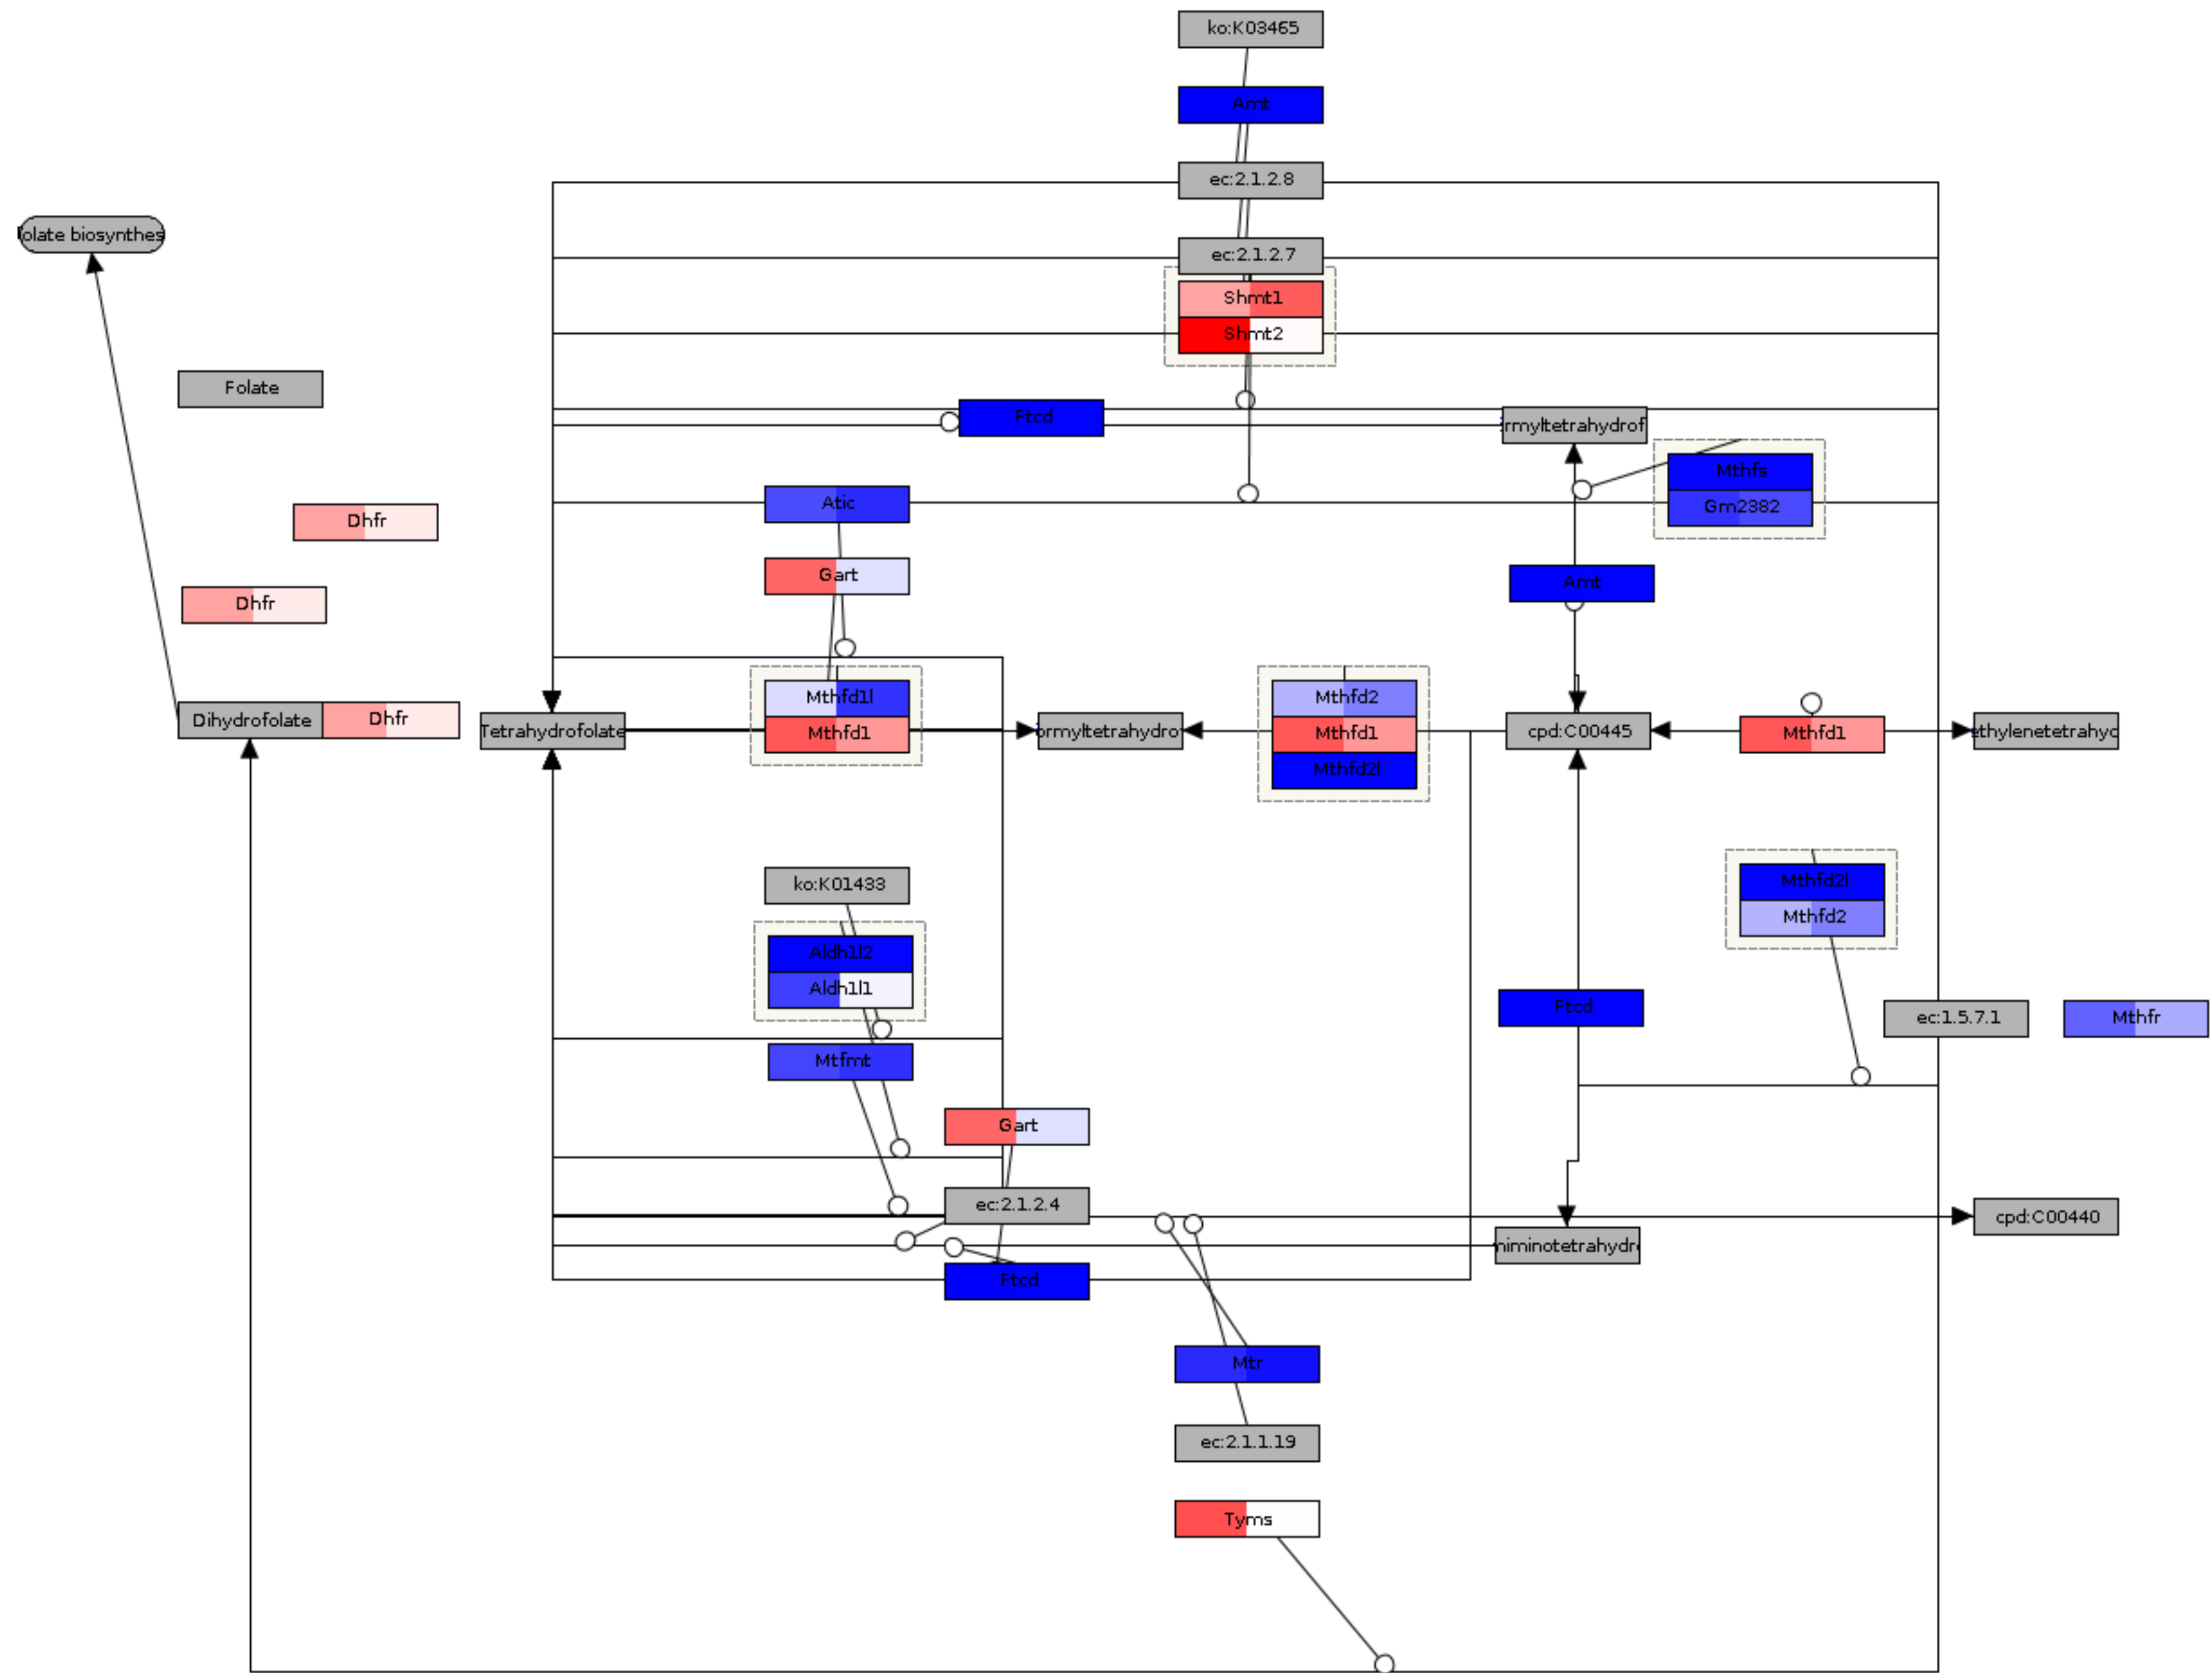 ko:K03465
Amt
ec:2.1.2.8
olate biosynthes
ec:2.1.2.7
Shmt1
Shmt2
Folate
Ftcd
rmyltetrahydrof
Mthfs
Atic
Gm2382
Dhfr
Gart
Amt
Dhfr
Mthfd1l
Mthfd2
Dihydrofolate
Dhfr
Tetrahydrofolate
Mthfd1
ormyltetrahydro
Mthfd1
cpd:C00445
Mthfd1
ethylenetetrahyd
Mthfd2l
ko:K01433
Mthfd2l
Mthfd2
Aldh1l2
Aldh1l1
Ftcd
ec:1.5.7.1
Mthfr
Mtfmt
Gart
ec:2.1.2.4
cpd:C00440
niminotetrahydr
Ftcd
Mtr
ec:2.1.1.19
Tyms